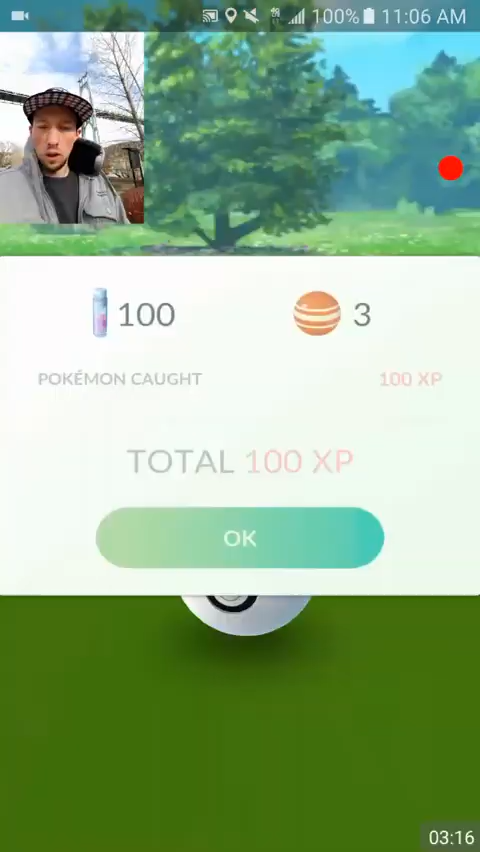 100% 11:06 AM
100 3
POKÉMON CAUGHT 100 XP
TOTAL 100 XP
OK
03:16